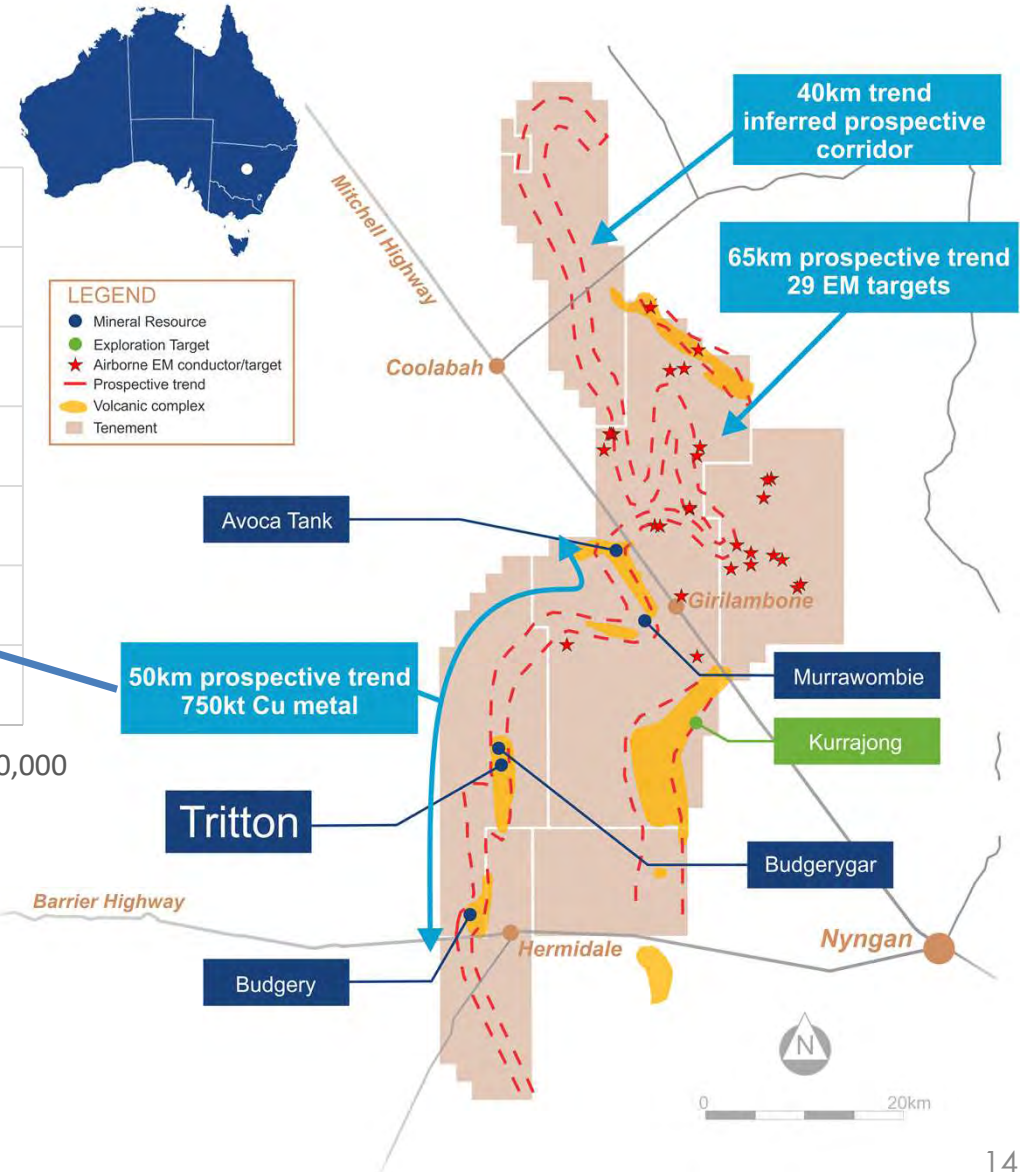 40km trend
inferred prospective
corridor
Mitchell Highway
65km prospective trend
29 EM targets
LEGEND
Mineral Resource
Exploration Target
Airborne EM conductor/target
Prospective trend
Volcanic complex
Tenement
Coolabah
Avoca Tank
Girilambone
50km prospective trend
750kt Cu metal
Murrawombie
Kurrajong
0,000
Tritton
Budgerygar
Barrier Highway
Nyngan
Hermidale
Budgery
N
0 20km
14